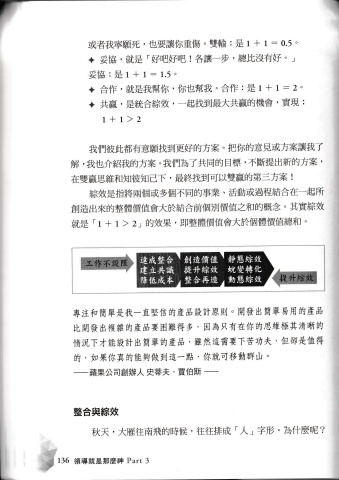 或者我寧願死，也要讓你重傷。雙輸：是 1 + 1 = 0.5。
✦ 妥協，就是「好吧好吧！各讓一步，總比沒有好。」
妥協：是 1 + 1 = 1.5。
✦ 合作，就是我幫你，你也幫我。合作：是 1 + 1 = 2。
✦ 共贏，是統合綜效，一起找到最大共贏的機會，實現：
1 + 1 > 2
我們彼此都有意願找到更好的方案。把你的意見或方案讓我了
解，我也介紹我的方案。我們為了共同的目標，不斷提出新的方案，
在雙贏思維和知彼知己下，最終找到可以雙贏的第三方案！
綜效是指將兩個或多個不同的事業、活動或過程結合在一起所
創造出來的整體價值會大於結合前個別價值之和的概念。其實綜效
就是「1 + 1 > 2」的效果，即整體價值會大於個體價值總和。
工作不設限
達成整合 創造價值 靜態綜效
建立共識 提升綜效 蛻變轉化
降低成本 整合再造 動態綜效
提升綜效
專注和簡單是我一直堅信的產品設計原則。開發出簡單易用的產品
比開發出複雜的產品要困難得多，因為只有在你的思維極其清晰的
情況下才能設計出簡單的產品，雖然這需要下苦功夫，但卻是值得
的，如果你真的能夠做到這一點，你就可移動群山。
——蘋果公司創辦人 史蒂夫·賈伯斯——
整合與綜效
秋天，大雁往南飛的時候，往往排成「人」字形，為什麼呢？
136 領導就是那麼神 Part 3